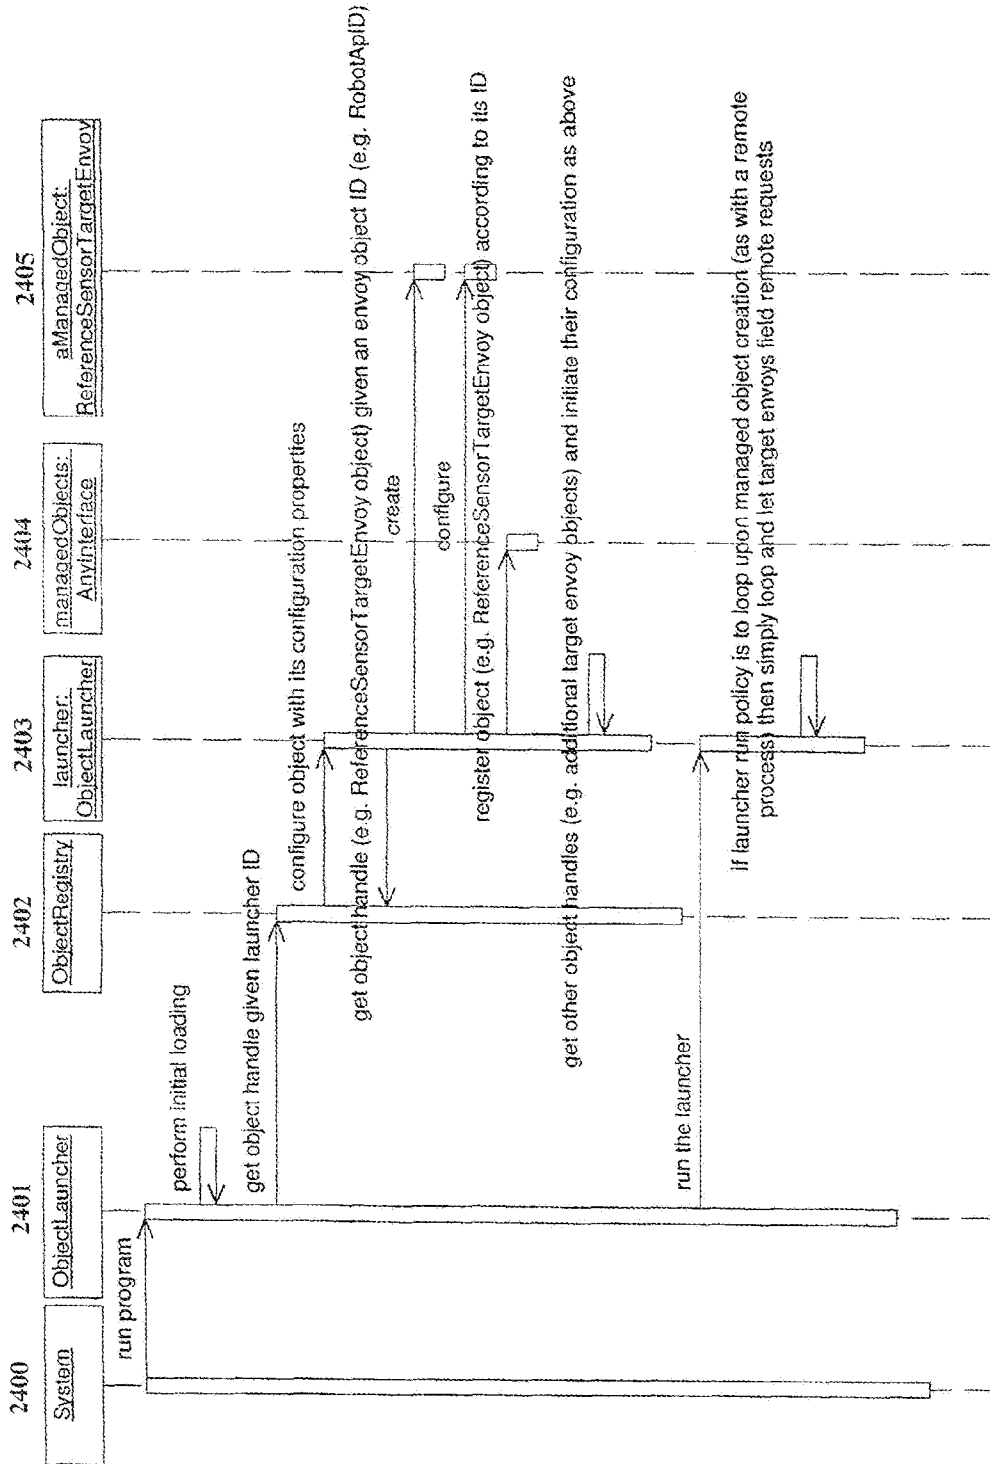 2400
2401
2402
2403
2404
2405
System
ObjectLauncher
ObjectRegistry
launcher:
ObjectLauncher
managedObjects:
AnyInterface
aManagedObject:
ReferenceSensorTargetEnvoy
run program
perform initial loading
get object handle given launcher ID
configure object with its configuration properties
get object handle (e.g. ReferenceSensorTargetEnvoy object) given an envoy object ID (e.g. RobotApID)
create
configure
register object (e.g. ReferenceSensorTargetEnvoy object) according to its ID
get other object handles (e.g. additional target envoy objects) and initiate their configuration as above
run the launcher
If launcher run policy is to loop upon managed object creation (as with a remote
process) then simply loop and let target envoys field remote requests